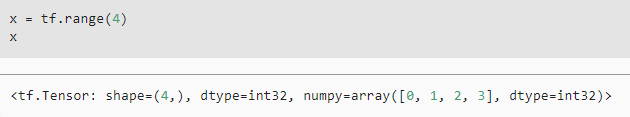 x = tf.range(4)
x
<tf.Tensor: shape=(4,), dtype=int32, numpy=array([0, 1, 2, 3], dtype=int32)>